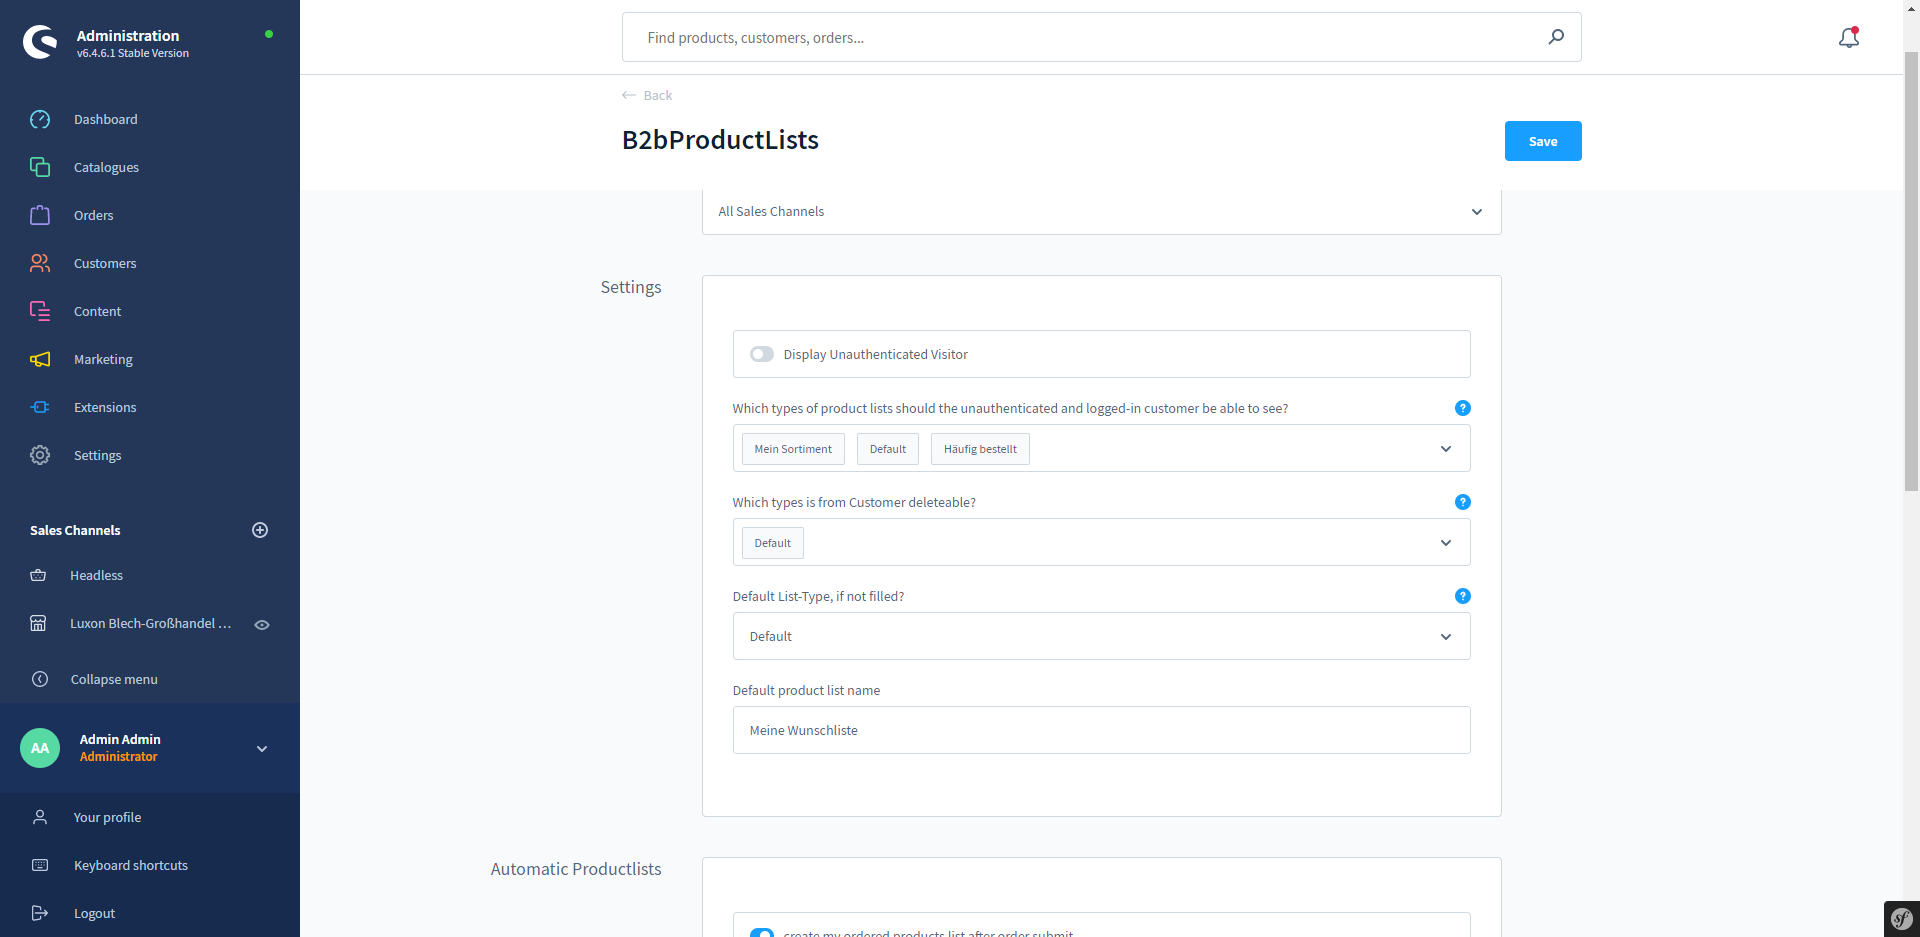 Administration
v6.4.6.1 Stable Version
Dashboard
Catalogues
Orders
Customers
Content
Marketing
Extensions
Settings
Sales Channels
Headless
Luxon Blech-Großhandel ...
Collapse menu
AA
Admin Admin
Administrator
Your profile
Keyboard shortcuts
Logout
Find products, customers, orders...
Back
B2bProductLists
Save
All Sales Channels
Settings
Display Unauthenticated Visitor
Which types of product lists should the unauthenticated and logged-in customer be able to see?
?
Mein Sortiment
Default
Häufig bestellt
Which types is from Customer deleteable?
?
Default
Default List-Type, if not filled?
?
Default
Default product list name
Meine Wunschliste
Automatic Productlists
create my ordered products list after order submit
sf